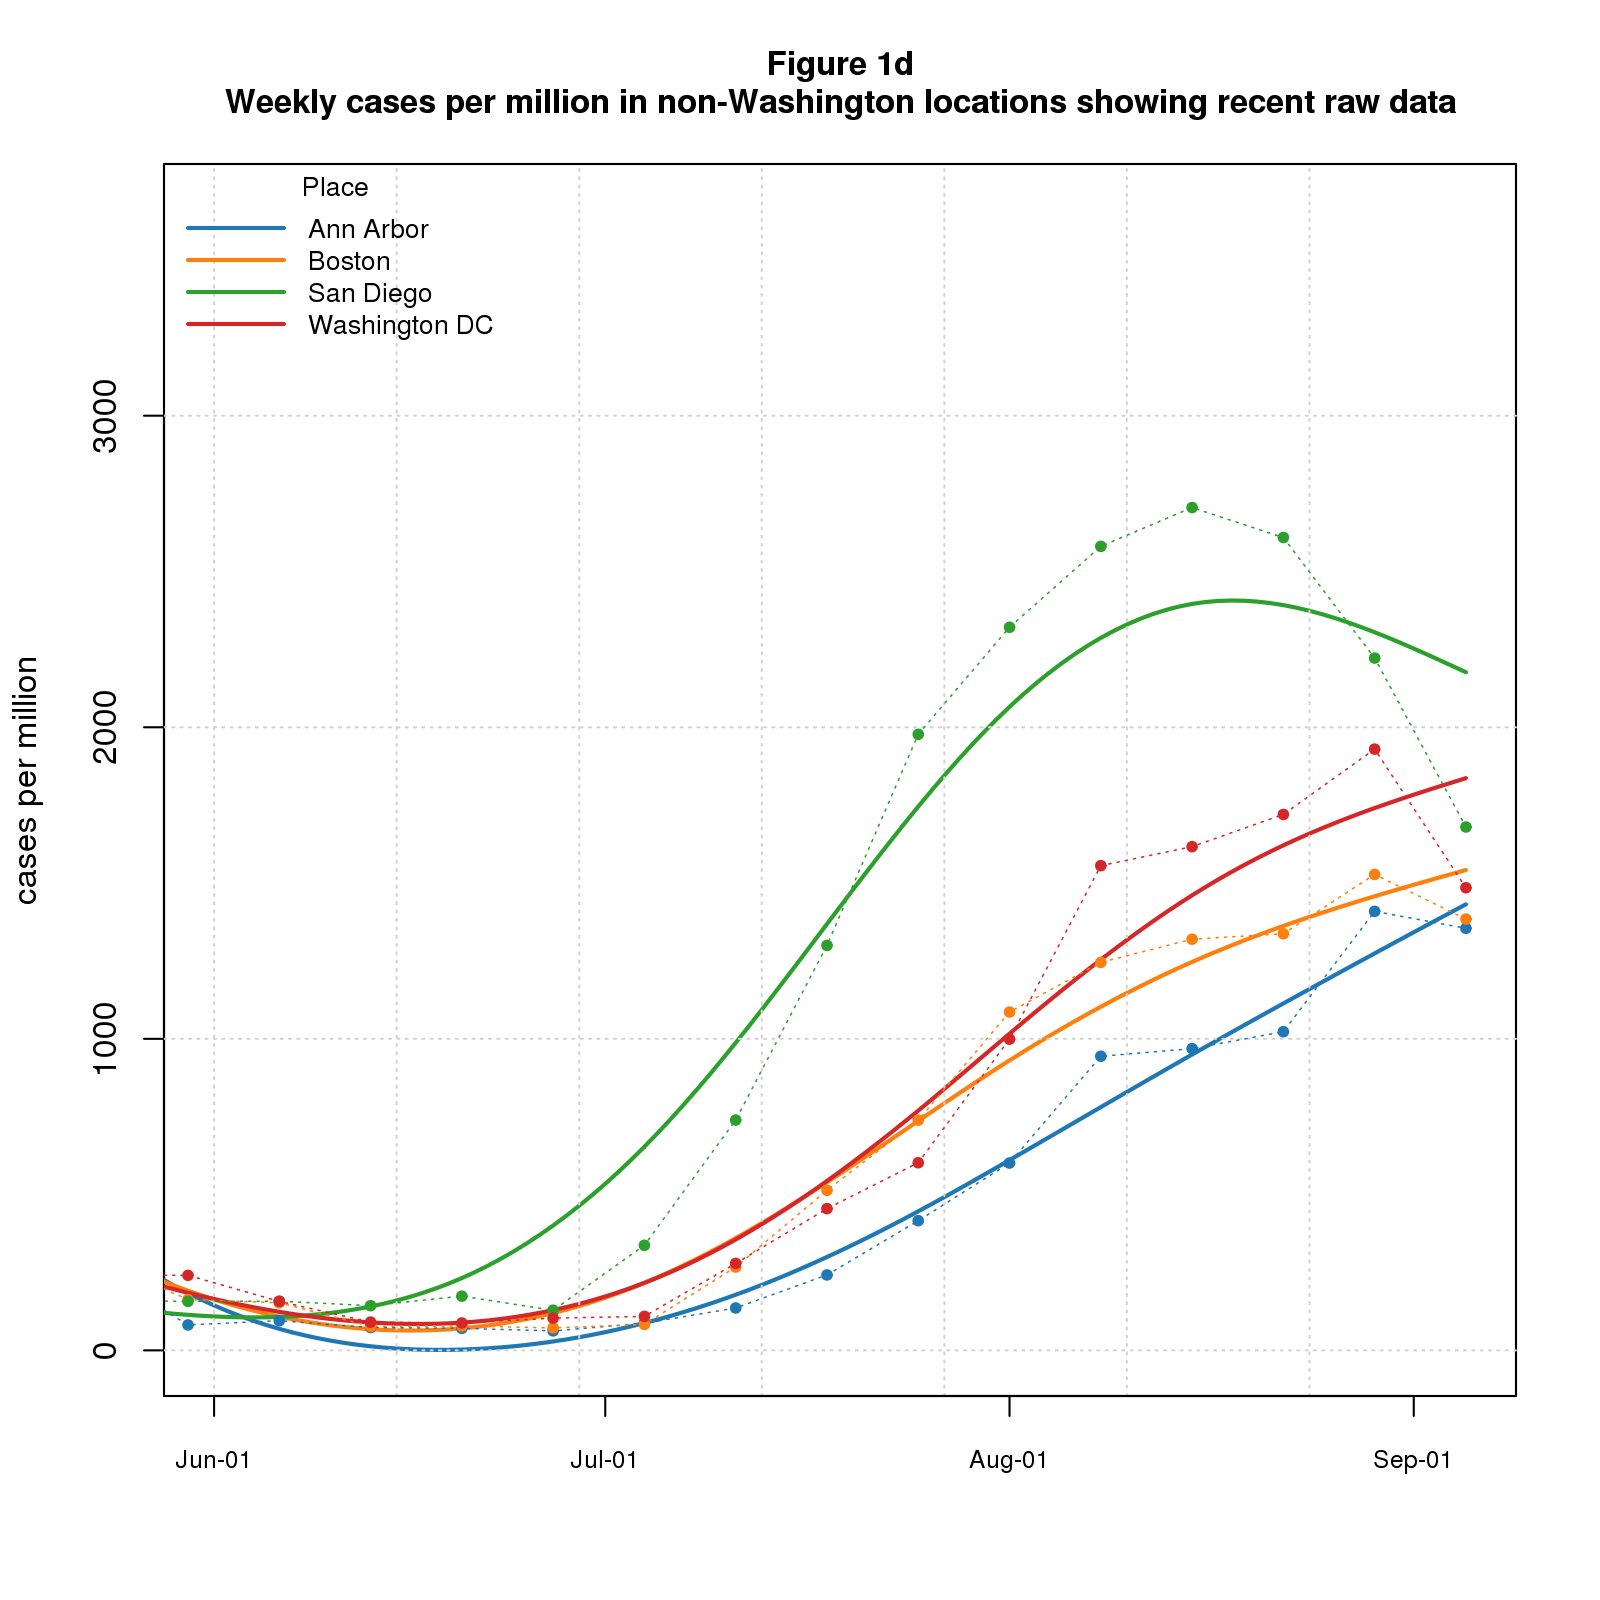 Figure 1d
Weekly cases per million in non-Washington locations showing recent raw data
Place
Ann Arbor
Boston
San Diego
Washington DC
cases per million
3000
2000
1000
0
Jun-01
Jul-01
Aug-01
Sep-01